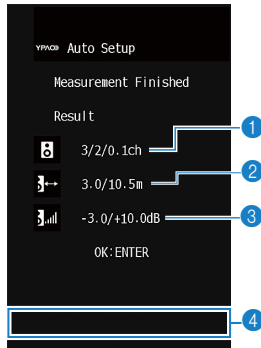 YPAO Auto Setup
Measurement Finished
Result
3/2/0.1ch
1
3.0/10.5m
2
-3.0/+10.0dB
3
OK:ENTER
4